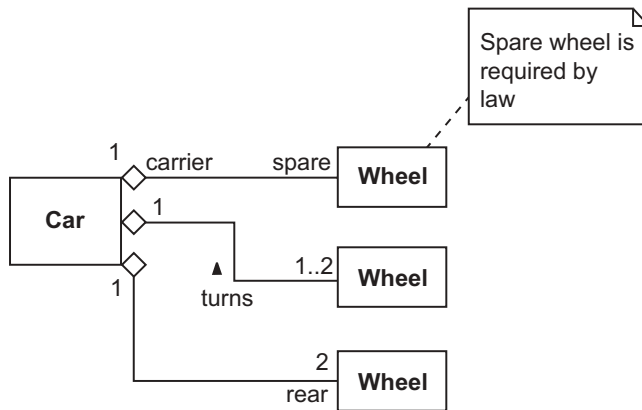 Spare wheel is
required by
law
1
carrier
spare
Wheel
Car
1
1..2
Wheel
turns
1
2
rear
Wheel